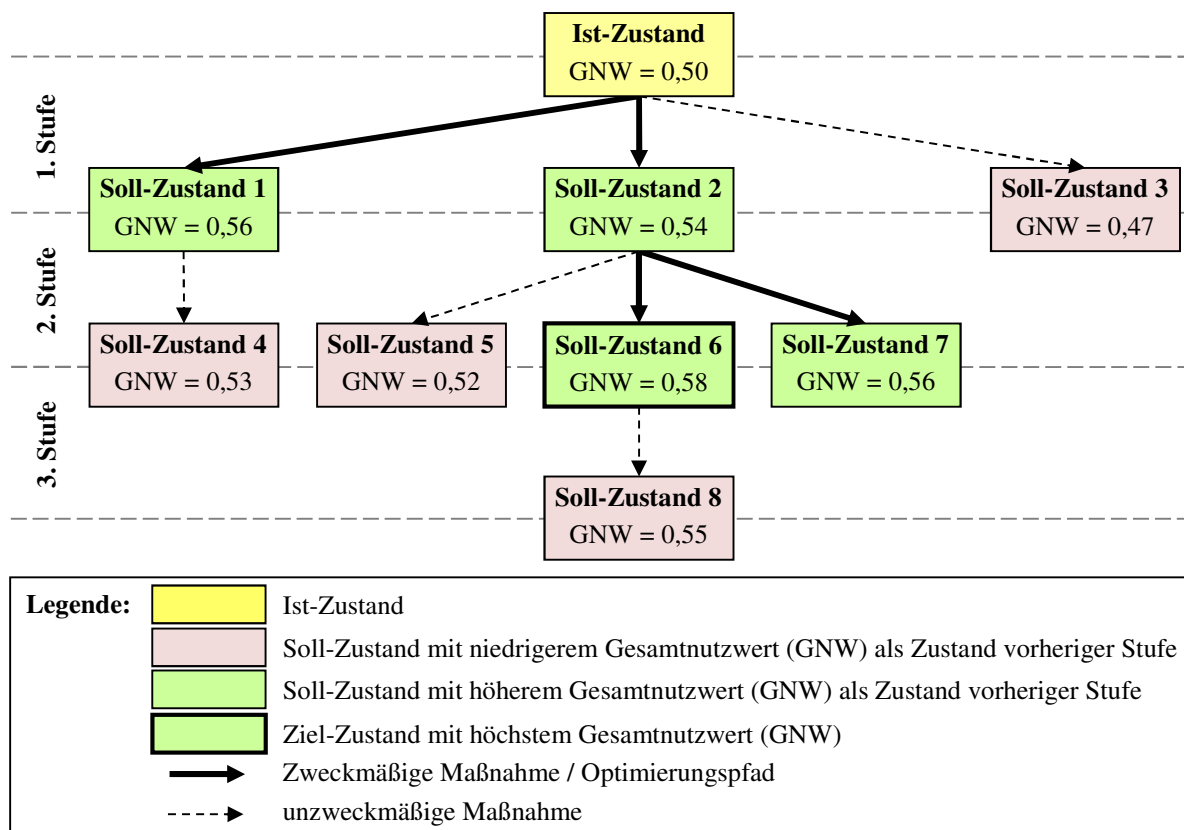 Ist-Zustand
GNW = 0,50
1. Stufe
Soll-Zustand 1
GNW = 0,56
Soll-Zustand 2
GNW = 0,54
Soll-Zustand 3
GNW = 0,47
2. Stufe
Soll-Zustand 4
GNW = 0,53
Soll-Zustand 5
GNW = 0,52
Soll-Zustand 6
GNW = 0,58
Soll-Zustand 7
GNW = 0,56
3. Stufe
Soll-Zustand 8
GNW = 0,55
Legende:
Ist-Zustand
Soll-Zustand mit niedrigerem Gesamtnutzwert (GNW) als Zustand vorheriger Stufe
Soll-Zustand mit höherem Gesamtnutzwert (GNW) als Zustand vorheriger Stufe
Ziel-Zustand mit höchstem Gesamtnutzwert (GNW)
Zweckmäßige Maßnahme / Optimierungspfad
unzweckmäßige Maßnahme